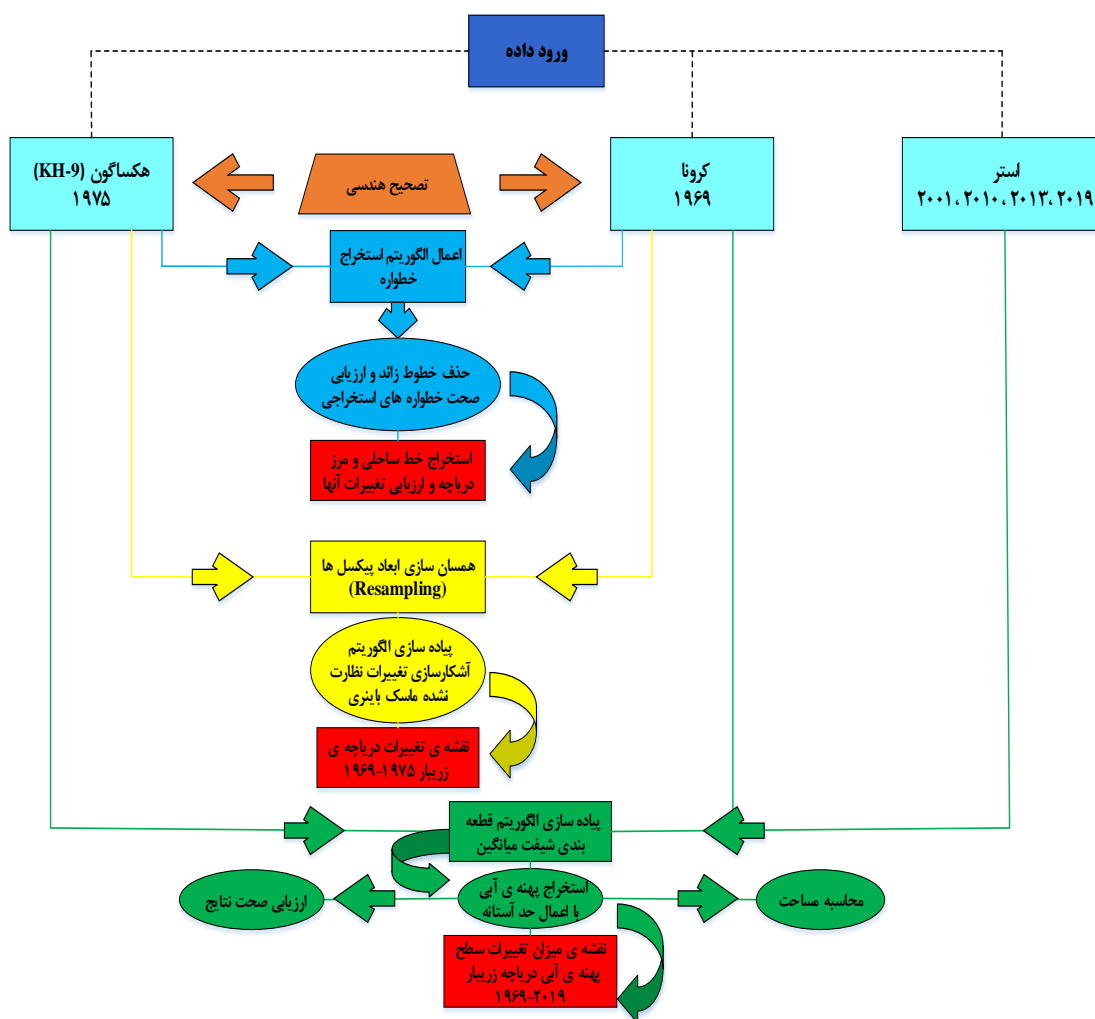 ورود داده
هکساگون (KH-9)
۱۹۷۵
تصحیح هندسی
کرونا
۱۹۶۹
استر
۲۰۰۱، ۲۰۱۰، ۲۰۱۳، ۲۰۱۹
اعمال الگوریتم استخراج
خطواره
حذف خطوط زائد و ارزیابی
صحت خطواره های استخراجی
استخراج خط ساحلی و مرز
دریاچه و ارزیابی تغییرات آنها
همسان سازی ابعاد پیکسل ها
(Resampling)
پیاده سازی الگوریتم
آشکارسازی تغییرات نظارت
نشده ماسک باینری
نقشه ی تغییرات دریاچه ی
زریبار ۱۹۷۵-۱۹۶۹
پیاده سازی الگوریتم قطعه
بندی شیفت میانگین
استخراج پهنه ی آبی
با اعمال حد آستانه
ارزیابی صحت نتایج
محاسبه مساحت
نقشه ی میزان تغییرات سطح
پهنه ی آبی دریاچه زریبار
۱۹۶۹-۲۰۱۹